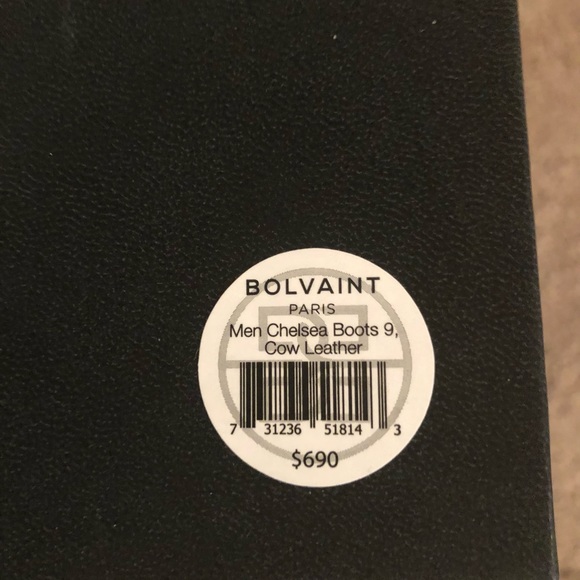 BOLVAINT
PARIS
Men Chelsea Boots 9,
Cow Leather
7 31236 51814 3
$690